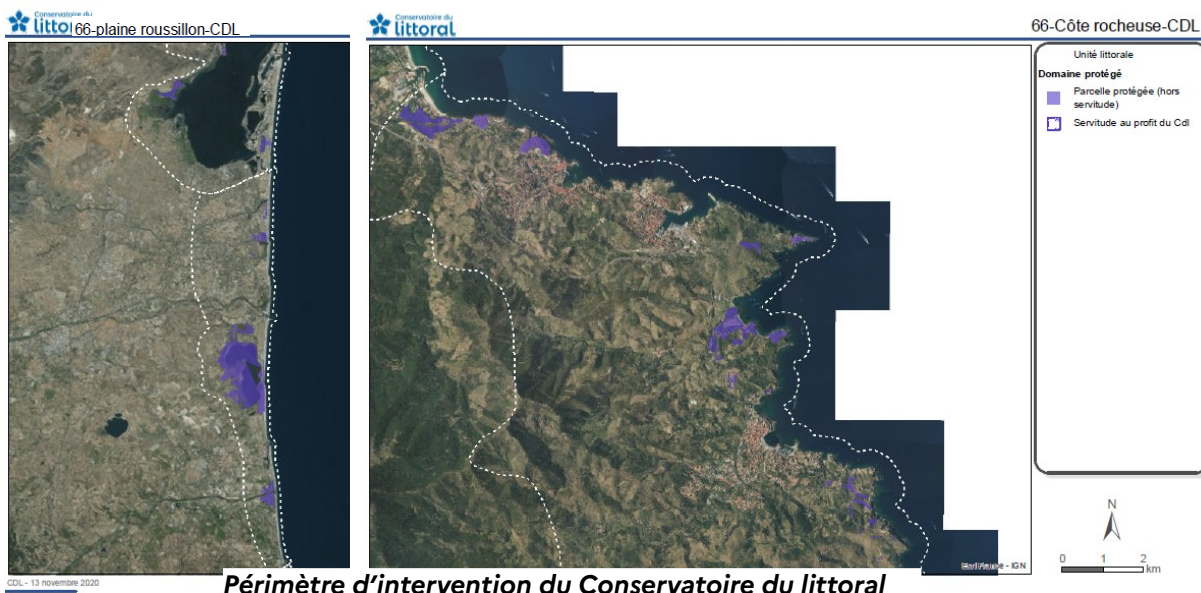 Conservatoire du
littoral
66-plaine roussillon-CDL
Conservatoire du
littoral
66-Côte rocheuse-CDL
Unité littorale
Domaine protégé
Parcelle protégée (hors
servitude)
Servitude au profit du Cdl
N
0 1 2
km
CDL - 13 novembre 2020
Périmètre d'intervention du Conservatoire du littoral